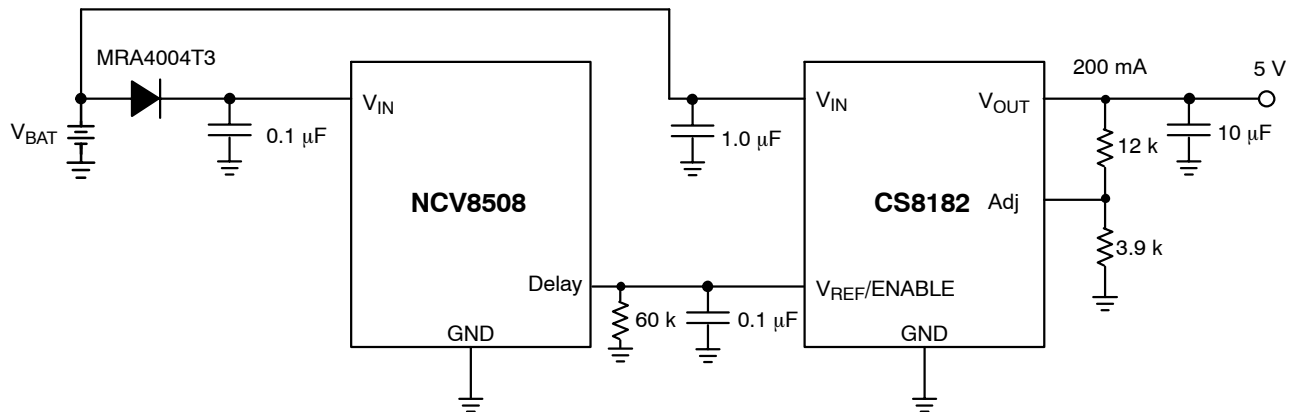 MRA4004T3
V_BAT
0.1 μF
V_IN
NCV8508
Delay
GND
60 k
0.1 μF
1.0 μF
V_IN
CS8182
V_OUT
Adj
V_REF/ENABLE
GND
200 mA
5 V
12 k
10 μF
3.9 k